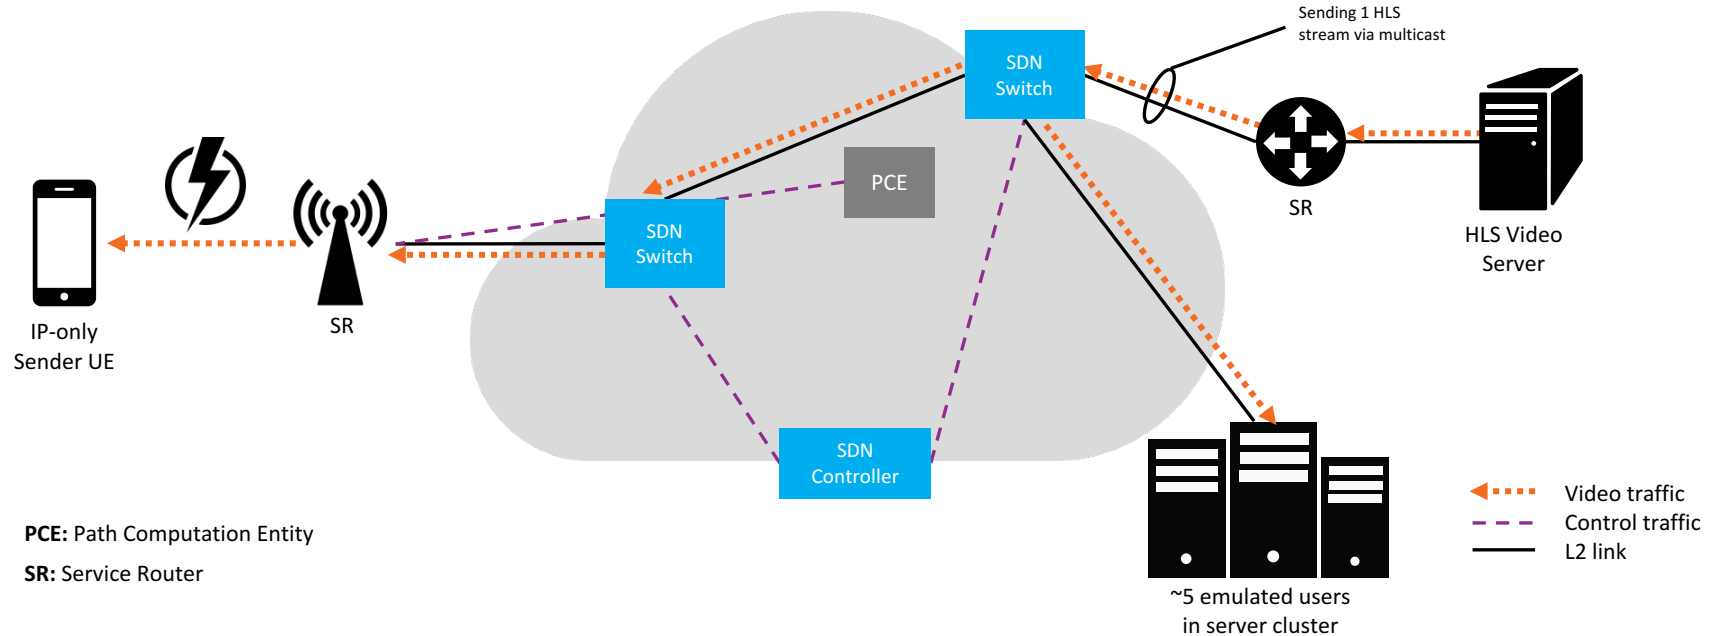 Sending 1 HLS
stream via multicast
SDN
Switch
PCE
SR
HLS Video
Server
SDN
Switch
SR
IP-only
Sender UE
SDN
Controller
Video traffic
Control traffic
L2 link
PCE: Path Computation Entity
SR: Service Router
~5 emulated users
in server cluster